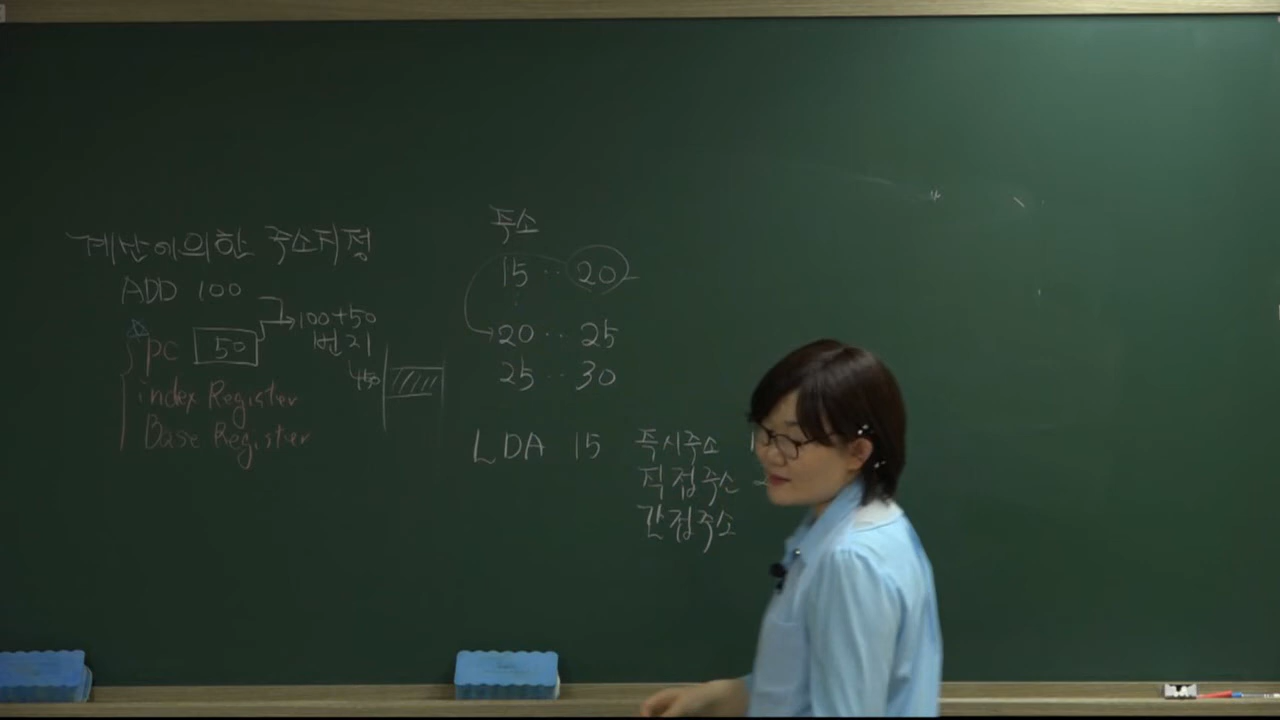 계산에의한 주소지정
ADD 100
100+50
번지
PC 50
150
index Register
Base Register
주소
15 ·· 20
20 ·· 25
25 ·· 30
LDA 15 즉시주소
직접주소
간접주소